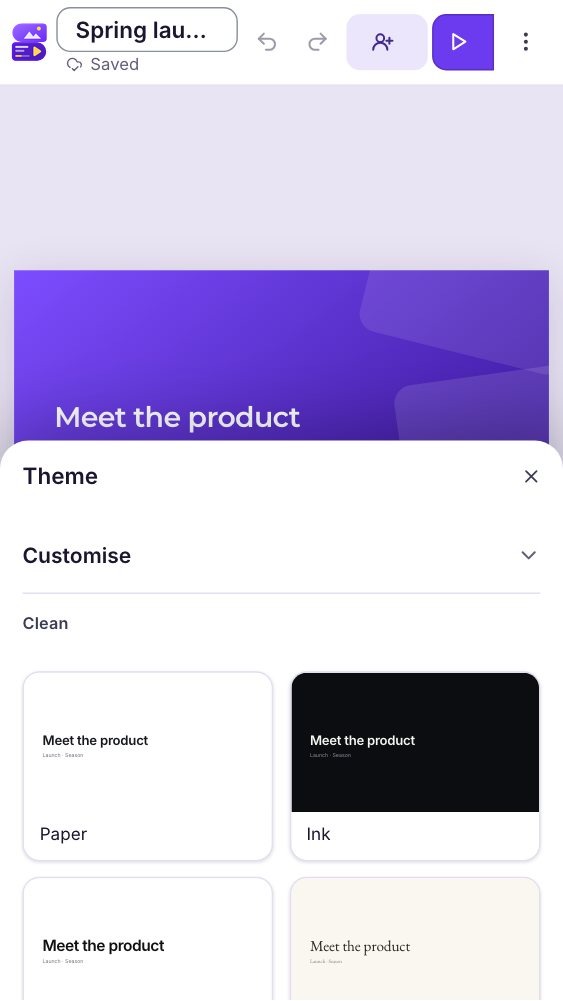 Spring lau...
Saved
Meet the product
Theme
Customise
Clean
Meet the product
Launch · Season
Paper
Meet the product
Launch · Season
Ink
Meet the product
Launch · Season
Meet the product
Launch · Season